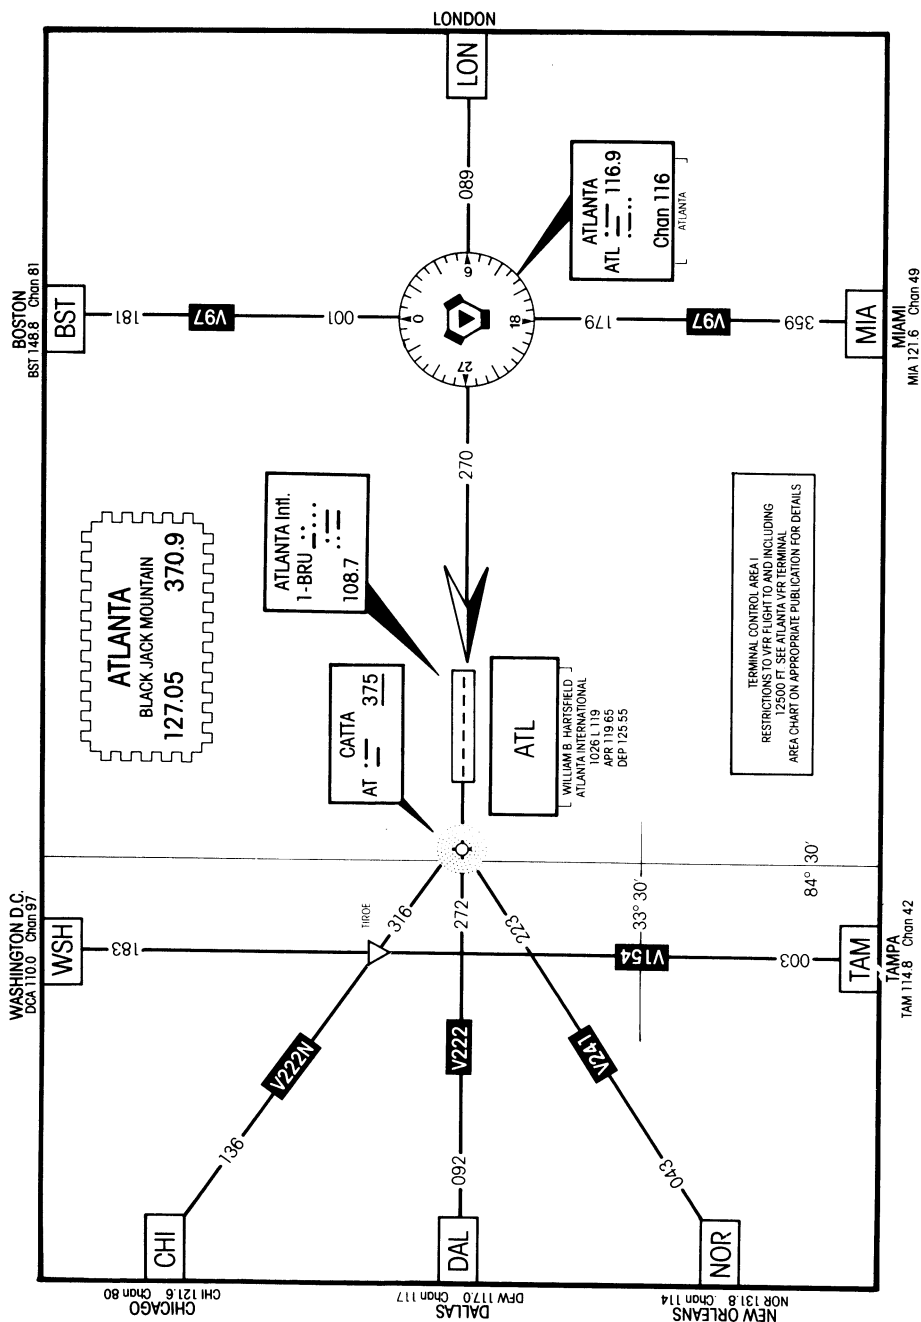 LONDON
LON
089
ATLANTA
ATL 116.9
Chan 116
ATLANTA
0
9
18
27
BOSTON
BST 148.8 Chan 81
BST
181
V97
001
179
V97
359
MIA
MIAMI
MIA 121.6 Chan 49
270
ATLANTA Intl.
1-BRU
108.7
ATLANTA
BLACK JACK MOUNTAIN
127.05 370.9
CATTA
AT 375
ATL
WILLIAM B. HARTSFIELD
ATLANTA INTERNATIONAL
1026 L 119
APR 119 65
DEP 125 55
TERMINAL CONTROL AREA I
RESTRICTIONS TO VFR FLIGHT TO AND INCLUDING
12500 FT SEE ATLANTA VFR TERMINAL
AREA CHART ON APPROPRIATE PUBLICATION FOR DETAILS
84° 30'
33° 30'
WASHINGTON D.C.
DCA 110.0 Chan 97
WSH
183
TIROE
316
272
223
V154
003
TAM
TAMPA
TAM 114.8 Chan 42
V222N
136
CHI
CHICAGO
CHI 121.6
Chan 80
V222
092
DAL
DALLAS
DFW 117.0 Chan 117
V241
043
NOR
NEW ORLEANS
NOR 131.8 Chan 114